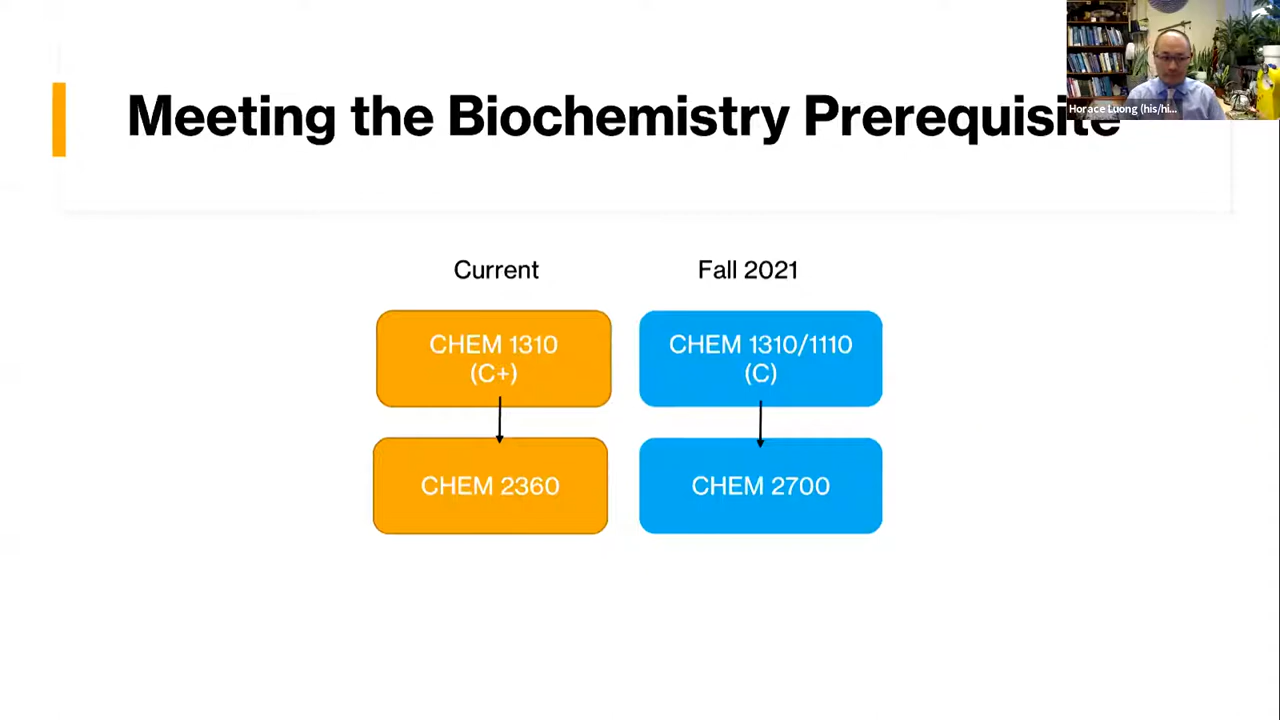 Meeting the Biochemistry Prerequisite
Horace Luong (his/hi...
Current
Fall 2021
CHEM 1310
(C+)
CHEM 1310/1110
(C)
CHEM 2360
CHEM 2700